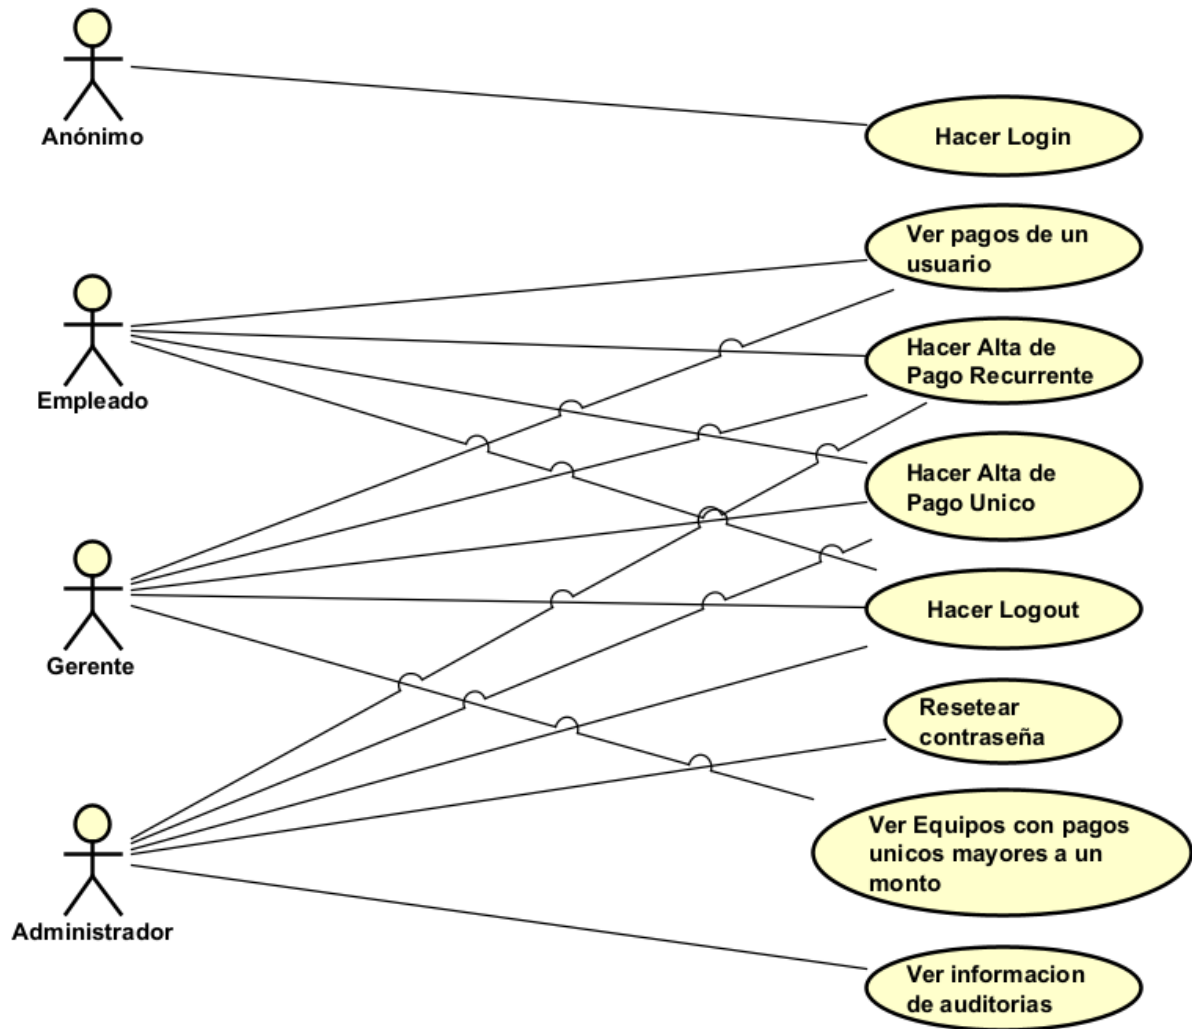 Anónimo
Hacer Login
Ver pagos de un
usuario
Empleado
Hacer Alta de
Pago Recurrente
Hacer Alta de
Pago Unico
Gerente
Hacer Logout
Resetear
contraseña
Ver Equipos con pagos
unicos mayores a un
monto
Administrador
Ver informacion
de auditorias